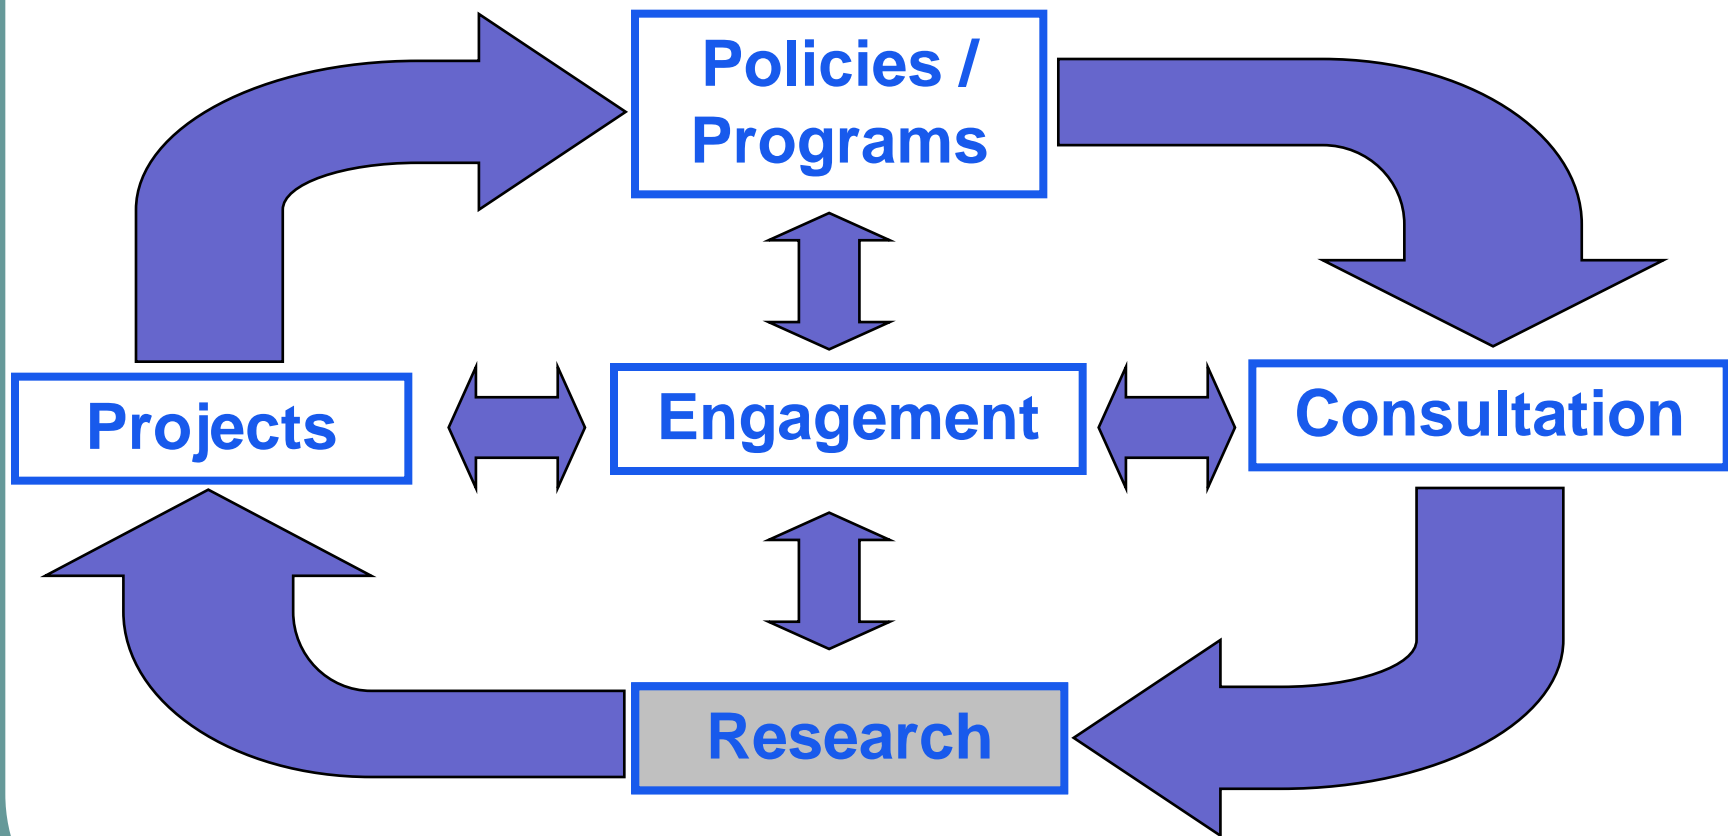 Policies /
Programs
Projects
Engagement
Consultation
Research